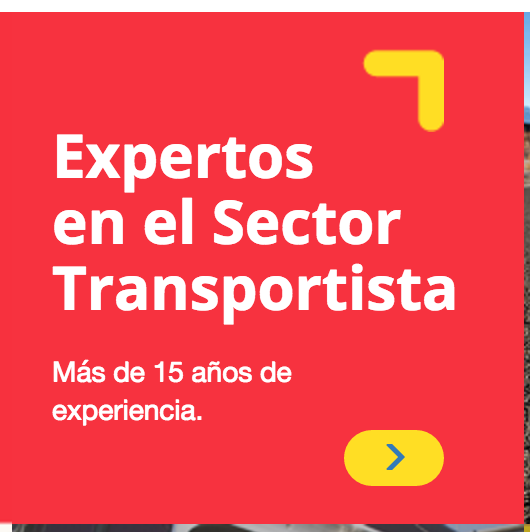 Expertos
en el Sector
Transportista
Más de 15 años de
experiencia.